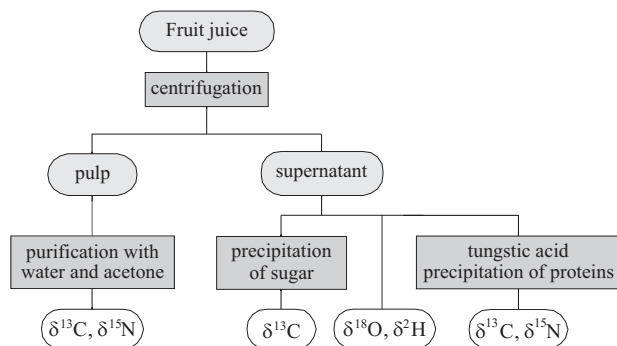 Fruit juice
centrifugation
pulp
supernatant
purification with
water and acetone
precipitation
of sugar
tungstic acid
precipitation of proteins
δ¹³C, δ¹⁵N
δ¹³C
δ¹⁸O, δ²H
δ¹³C, δ¹⁵N